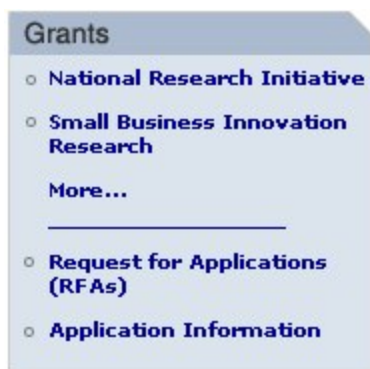 Grants
National Research Initiative
Small Business Innovation
Research
More...
Request for Applications
(RFAs)
Application Information